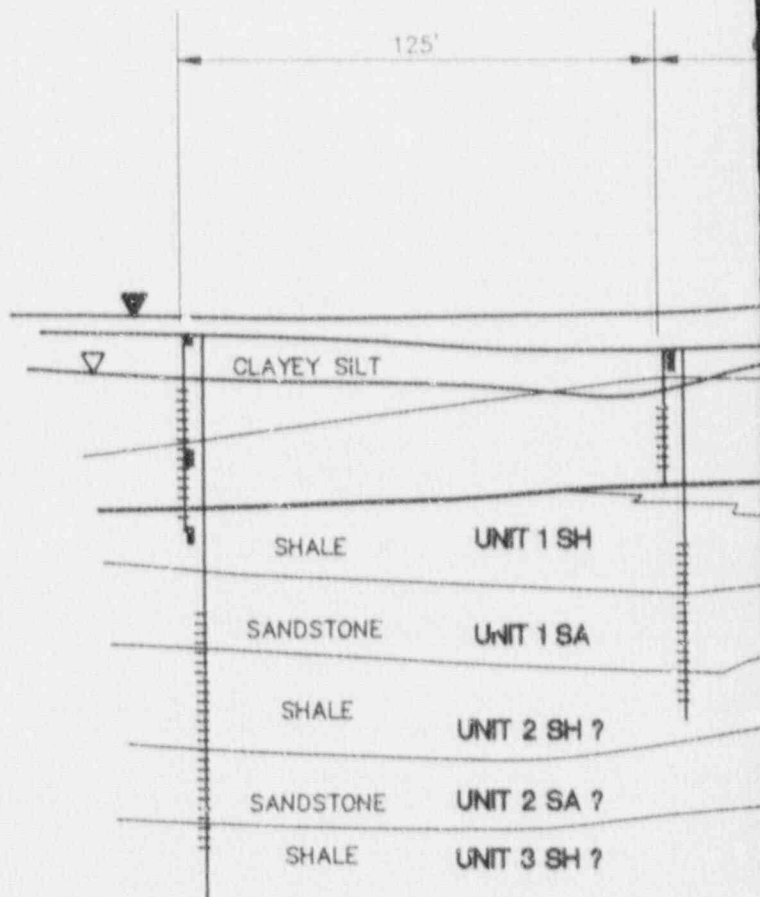 125'
CLAYEY SILT
SHALE UNIT 1 SH
SANDSTONE UNIT 1 SA
SHALE
UNIT 2 SH ?
SANDSTONE UNIT 2 SA ?
SHALE UNIT 3 SH ?